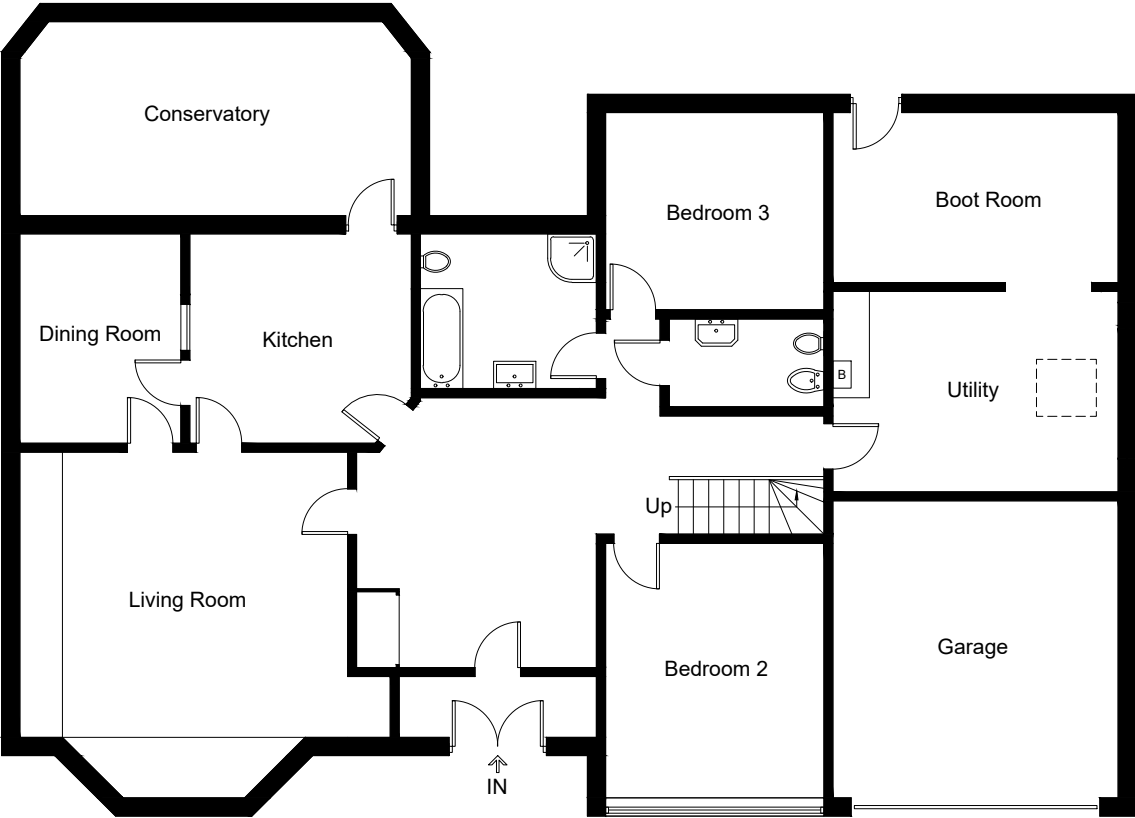 Conservatory
Boot Room
Bedroom 3
Dining Room
Kitchen
B
Utility
Up
Living Room
Garage
Bedroom 2
IN